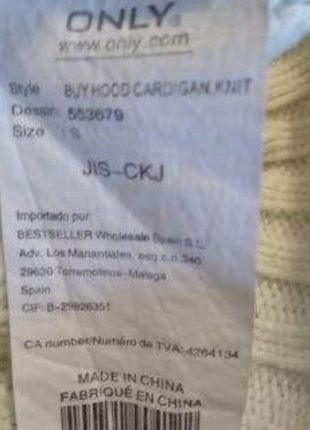 ONLY®
www.only.com
Style BUY HOOD CARDIGAN, KNIT
Dessin: 553679
Size S
JIS-CKJ
Importado por:
BESTSELLER Wholesale Spain S.L.
Adv. Los Manantiales, esq c.n 340
29620 Torremolinos-Malaga
Spain
CIF: B-29826351
CA number/Numéro de TVA: 4264134
MADE IN CHINA
FABRIQUÉ EN CHINA